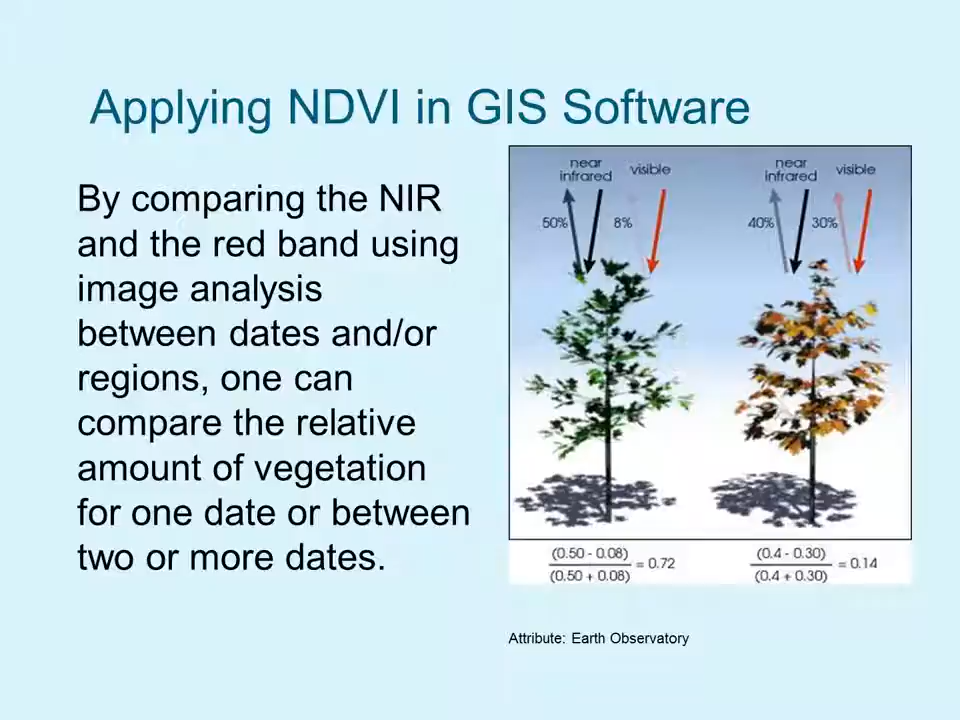 Applying NDVI in GIS Software
By comparing the NIR
and the red band using
image analysis
between dates and/or
regions, one can
compare the relative
amount of vegetation
for one date or between
two or more dates.
near
infrared
visible
near
infrared
visible
50%
8%
40%
30%
(0.50 - 0.08)
(0.50 + 0.08)
= 0.72
(0.4 - 0.30)
(0.4 + 0.30)
= 0.14
Attribute: Earth Observatory